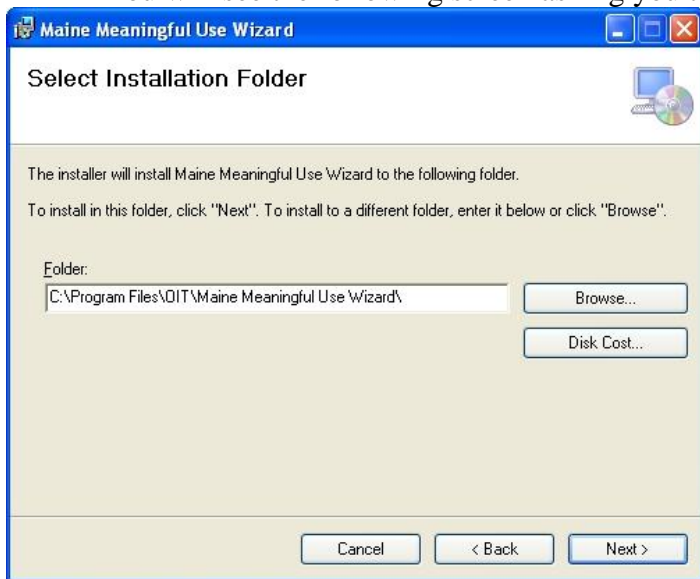 Maine Meaningful Use Wizard
Select Installation Folder
The installer will install Maine Meaningful Use Wizard to the following folder.
To install in this folder, click "Next". To install to a different folder, enter it below or click "Browse".
Folder:
C:\Program Files\OIT\Maine Meaningful Use Wizard\
Browse...
Disk Cost...
Cancel
< Back
Next >